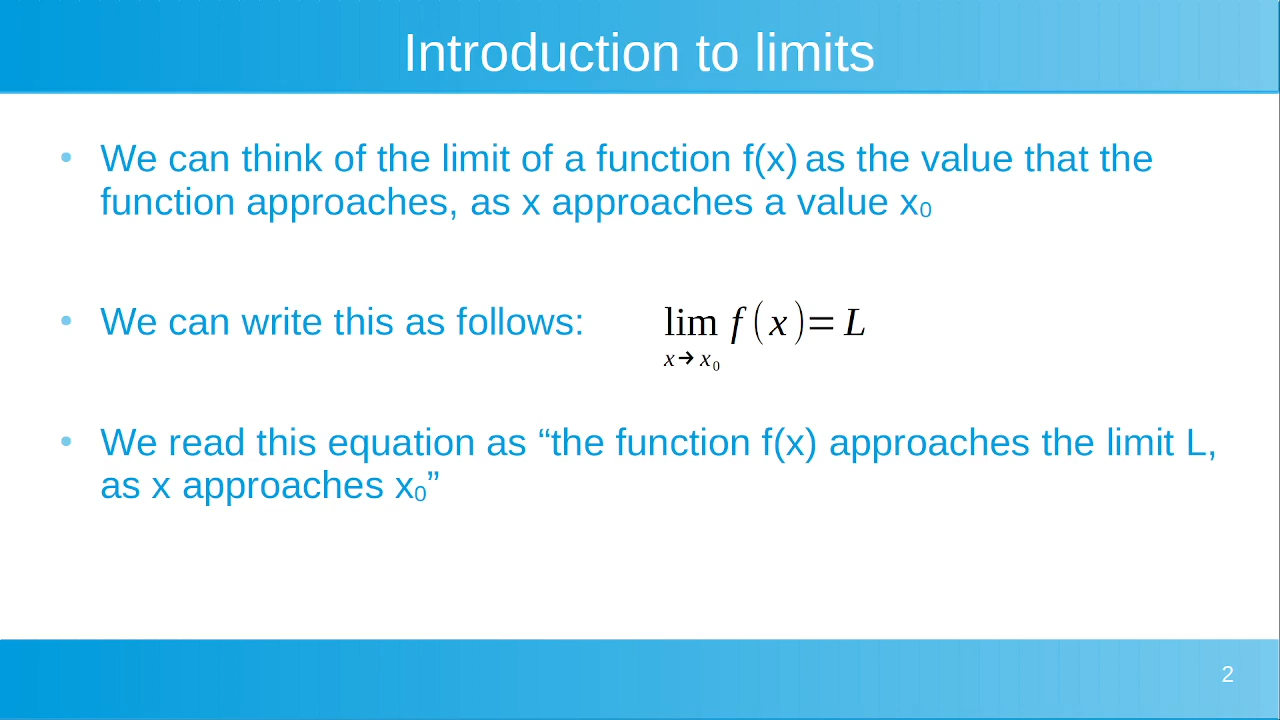 Introduction to limits
• We can think of the limit of a function f(x) as the value that the
function approaches, as x approaches a value x₀
• We can write this as follows: lim f(x)=L
x→x₀
• We read this equation as “the function f(x) approaches the limit L,
as x approaches x₀”
2